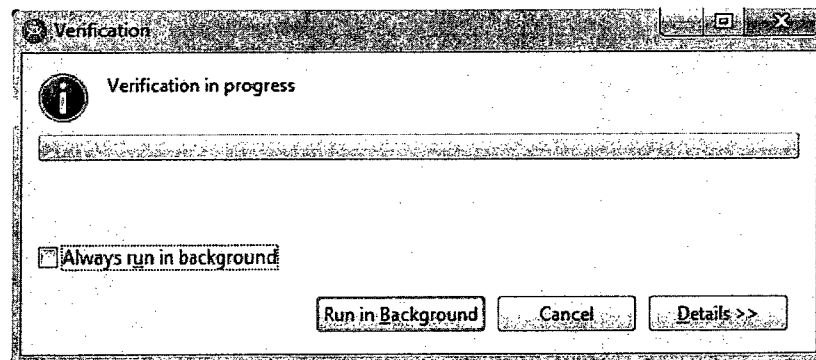 Verification
Verification in progress
Always run in background
Run in Background
Cancel
Details >>